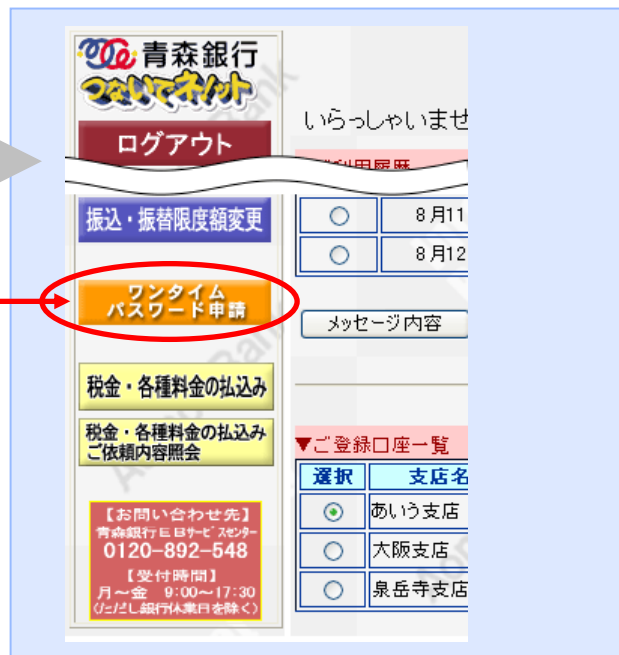 青森銀行
つないでネ!ット
ログアウト
いらっしゃいませ
振込・振替限度額変更
8月11
8月12
ワンタイム
パスワード申請
メッセージ内容
税金・各種料金の払込み
税金・各種料金の払込み
ご依頼内容照会
▼ご登録口座一覧
選択 支店名
あいう支店
大阪支店
泉岳寺支店
【お問い合わせ先】
青森銀行EBサービスセンター
0120-892-548
【受付時間】
月～金 9:00～17:30
(ただし銀行休業日を除く)